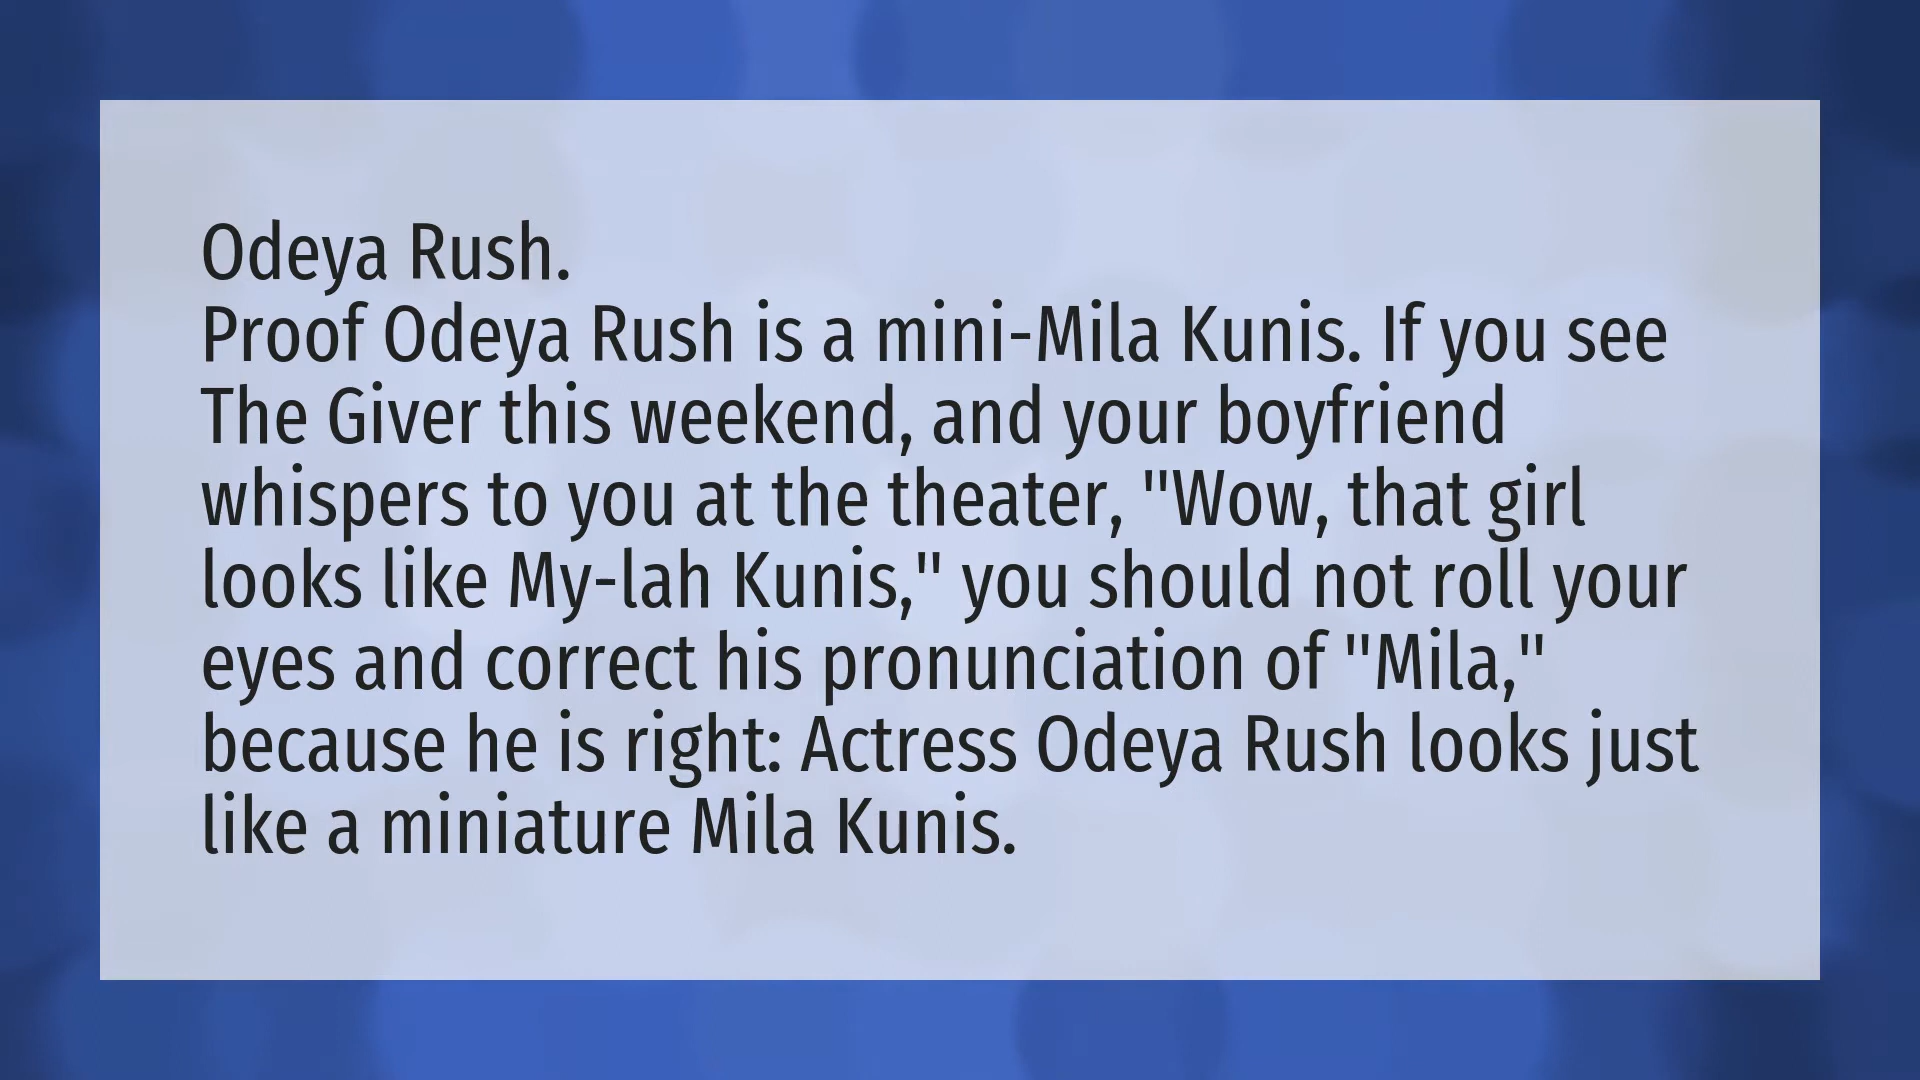 Odeya Rush.
Proof Odeya Rush is a mini-Mila Kunis. If you see
The Giver this weekend, and your boyfriend
whispers to you at the theater, "Wow, that girl
looks like My-lah Kunis," you should not roll your
eyes and correct his pronunciation of "Mila,"
because he is right: Actress Odeya Rush looks just
like a miniature Mila Kunis.